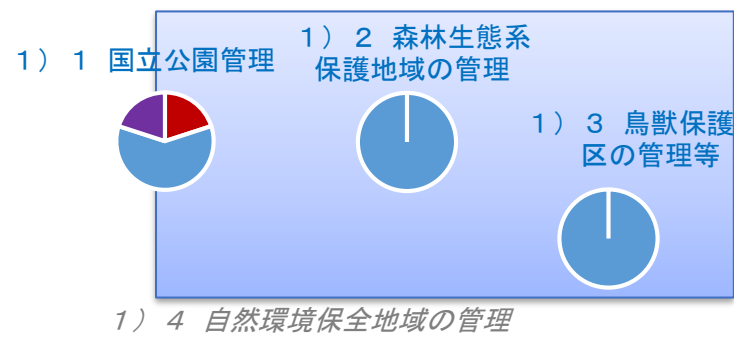 1） 1 国立公園管理
1） 2 森林生態系
保護地域の管理
1） 3 鳥獣保護
区の管理等
1） 4 自然環境保全地域の管理